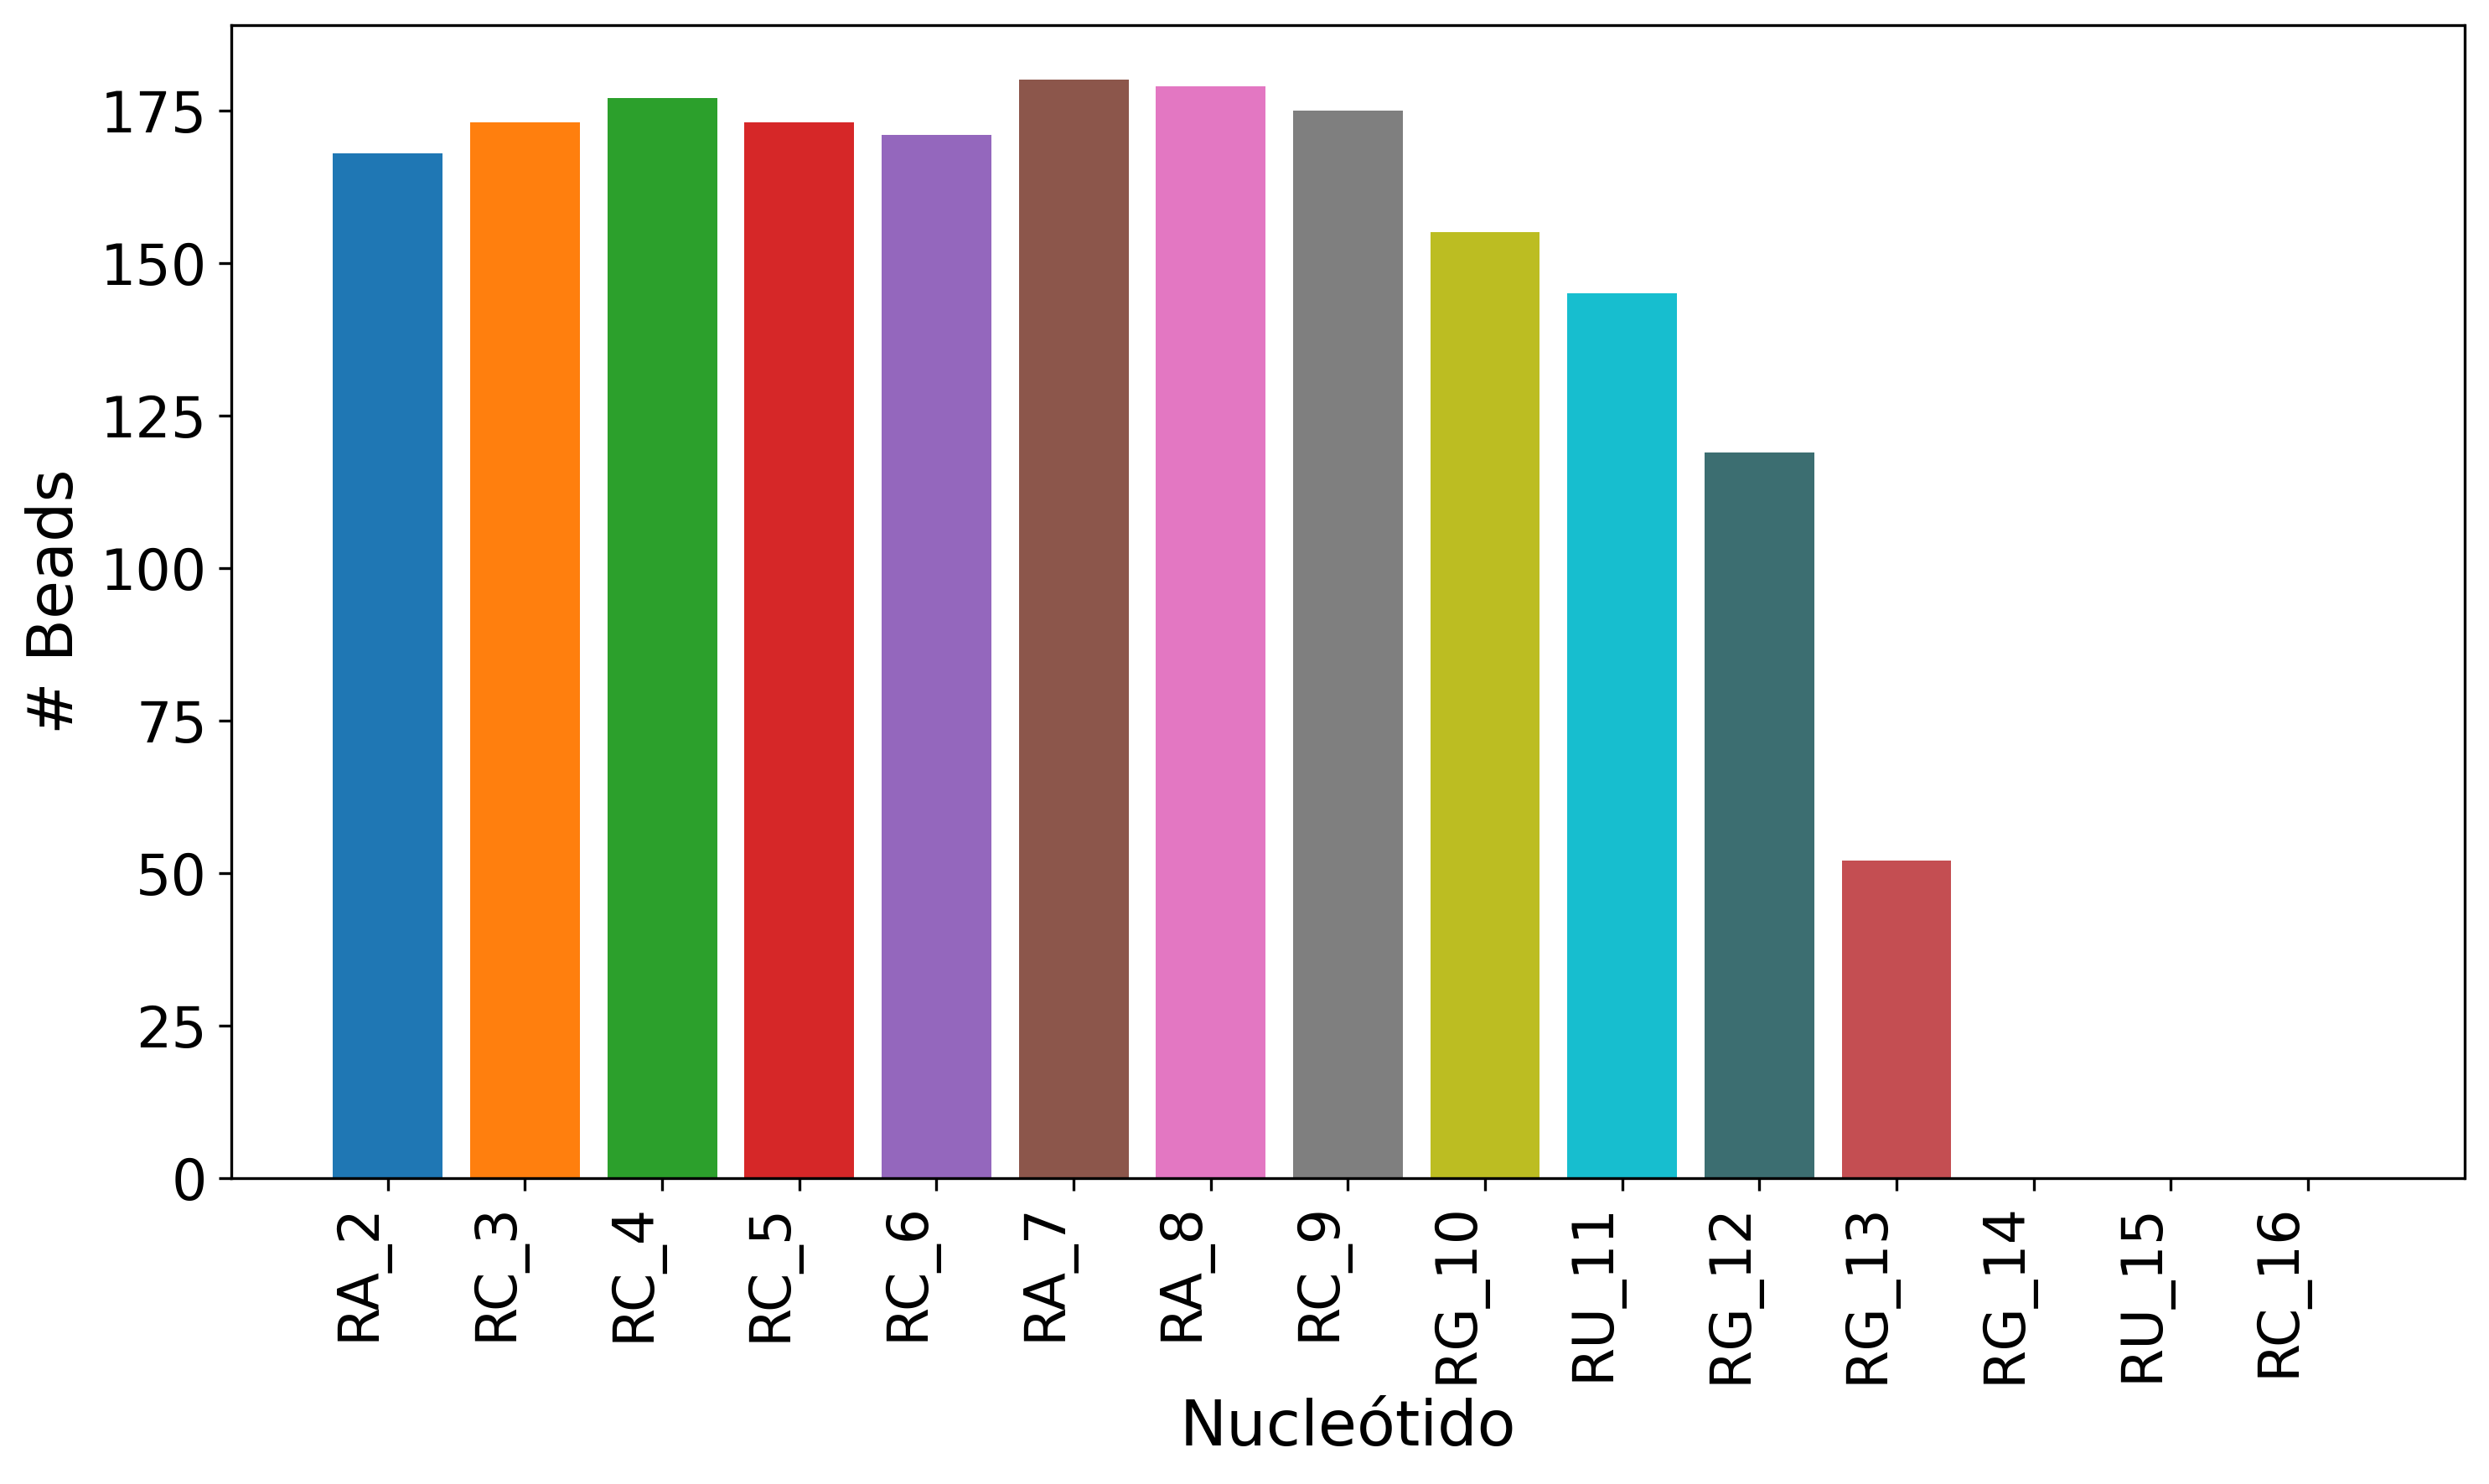 # Beads
175
150
125
100
75
50
25
0
RA_2
RC_3
RC_4
RC_5
RC_6
RA_7
RA_8
RC_9
RG_10
RU_11
RG_12
RG_13
RG_14
RU_15
RC_16
Nucleótido